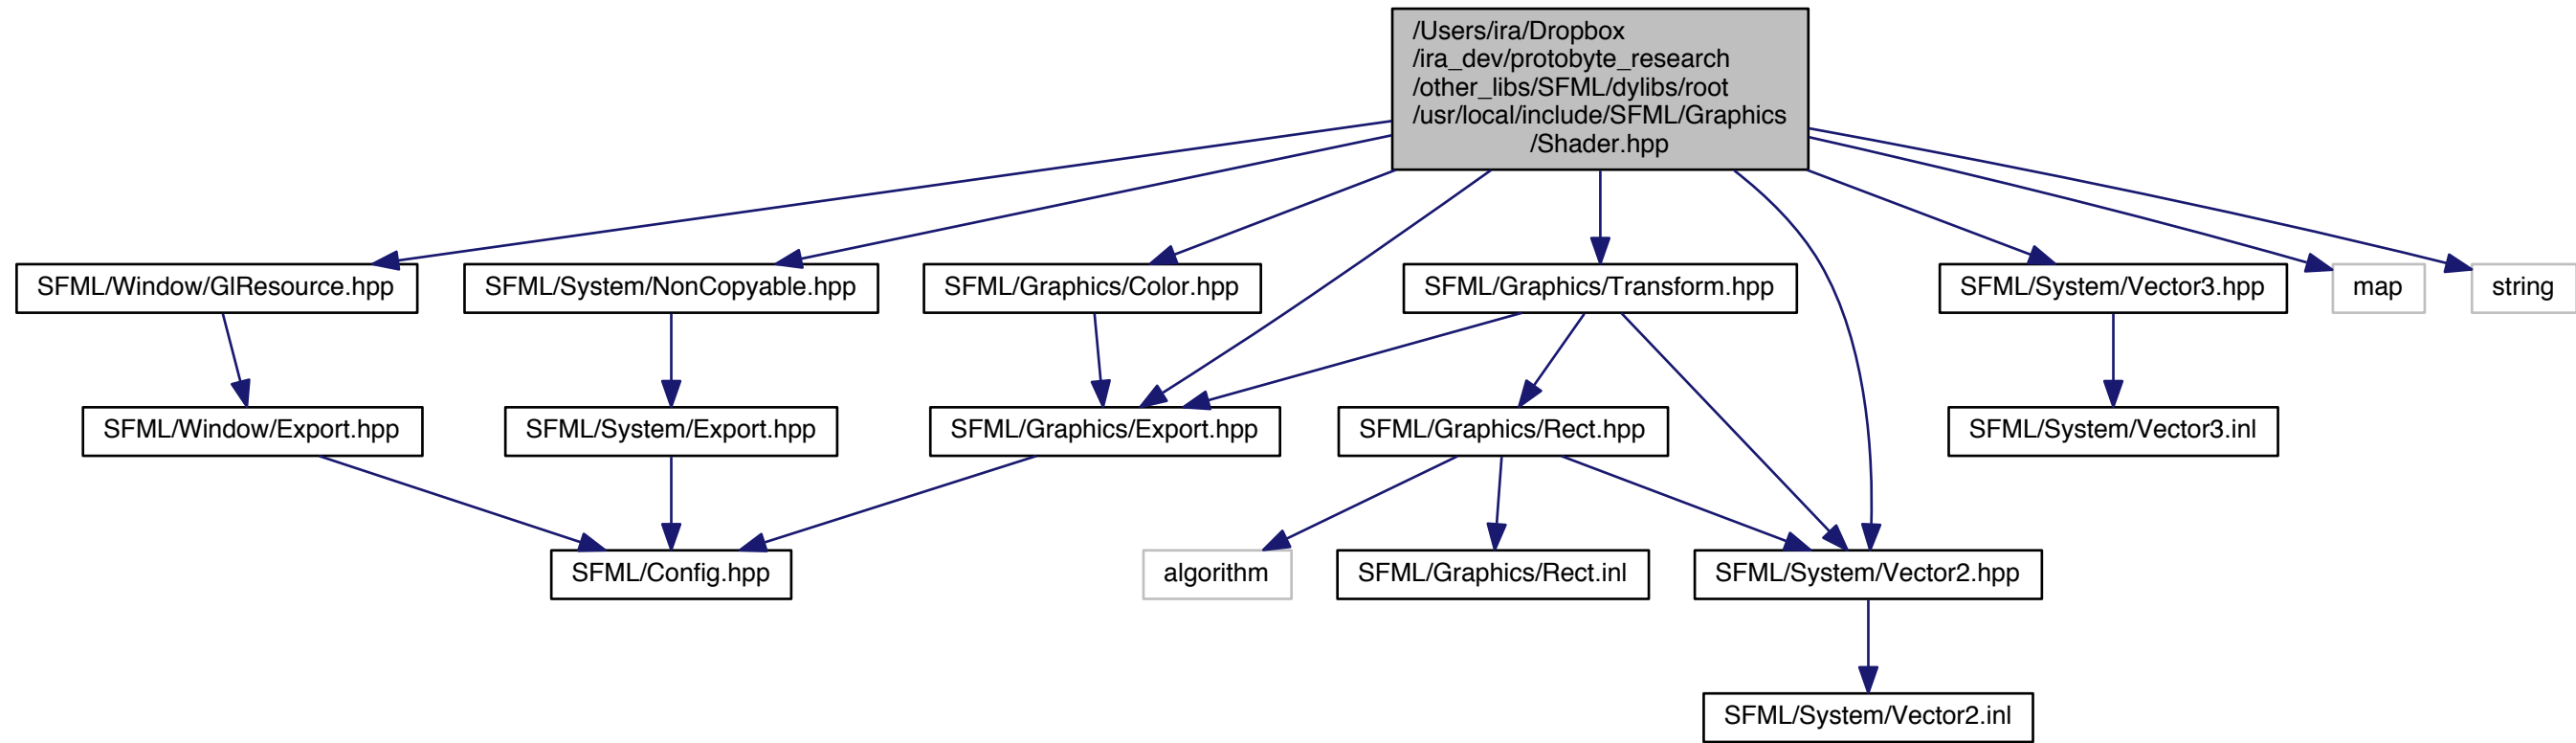 /Users/ira/Dropbox
/ira_dev/protobyte_research
/other_libs/SFML/dylibs/root
/usr/local/include/SFML/Graphics
/Shader.hpp
SFML/Window/GlResource.hpp
SFML/System/NonCopyable.hpp
SFML/Graphics/Color.hpp
SFML/Graphics/Transform.hpp
SFML/System/Vector3.hpp
map
string
SFML/Window/Export.hpp
SFML/System/Export.hpp
SFML/Graphics/Export.hpp
SFML/Graphics/Rect.hpp
SFML/System/Vector3.inl
SFML/Config.hpp
algorithm
SFML/Graphics/Rect.inl
SFML/System/Vector2.hpp
SFML/System/Vector2.inl